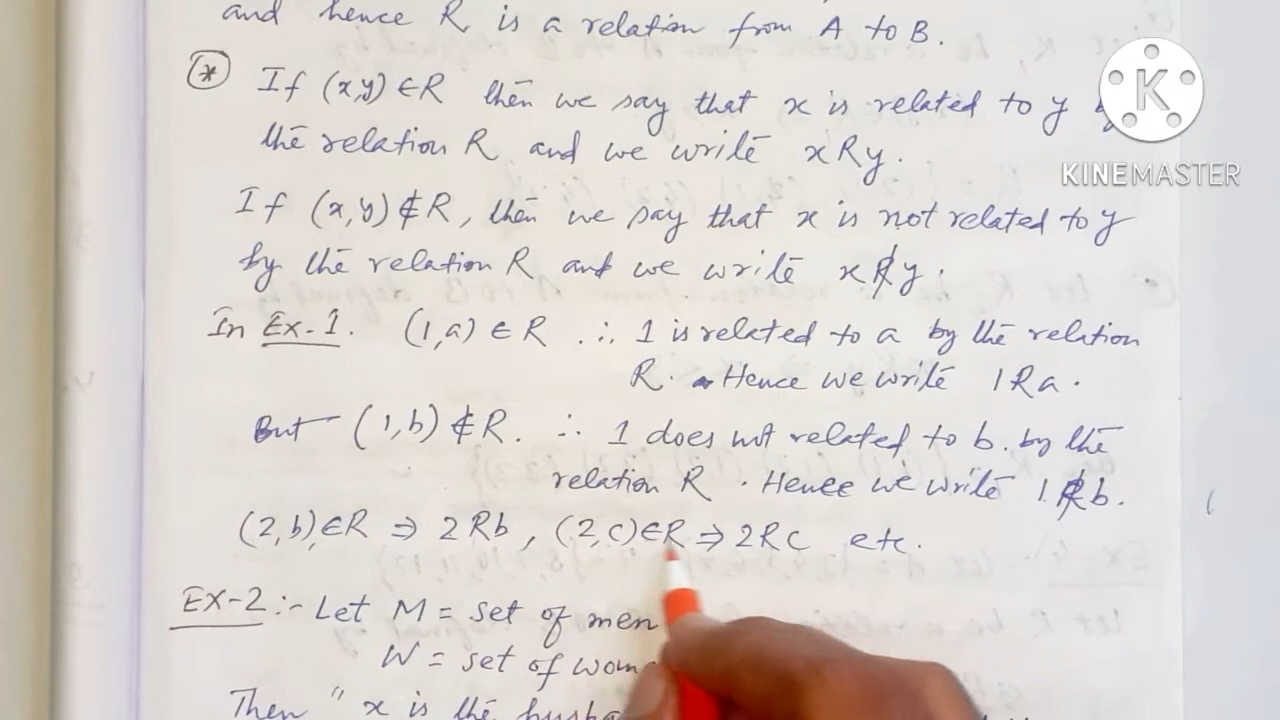 and hence R is a relation from A to B.
* If (x,y) ∈ R then we say that x is related to y
the relation R and we write x R y.
If (x,y) ∉ R, then we say that x is not related to y
by the relation R and we write x R̸ y.
In Ex-1. (1,a) ∈ R ∴ 1 is related to a by the relation
R. Hence we write 1Ra.
But (1,b) ∉ R. ∴ 1 does not related to b. by the
relation R. Hence we write 1 R̸ b.
(2,b) ∈ R ⇒ 2Rb, (2,c) ∈ R ⇒ 2Rc etc.
EX-2 :- Let M = set of men
W = set of
Then "x is the
K
KINEMASTER